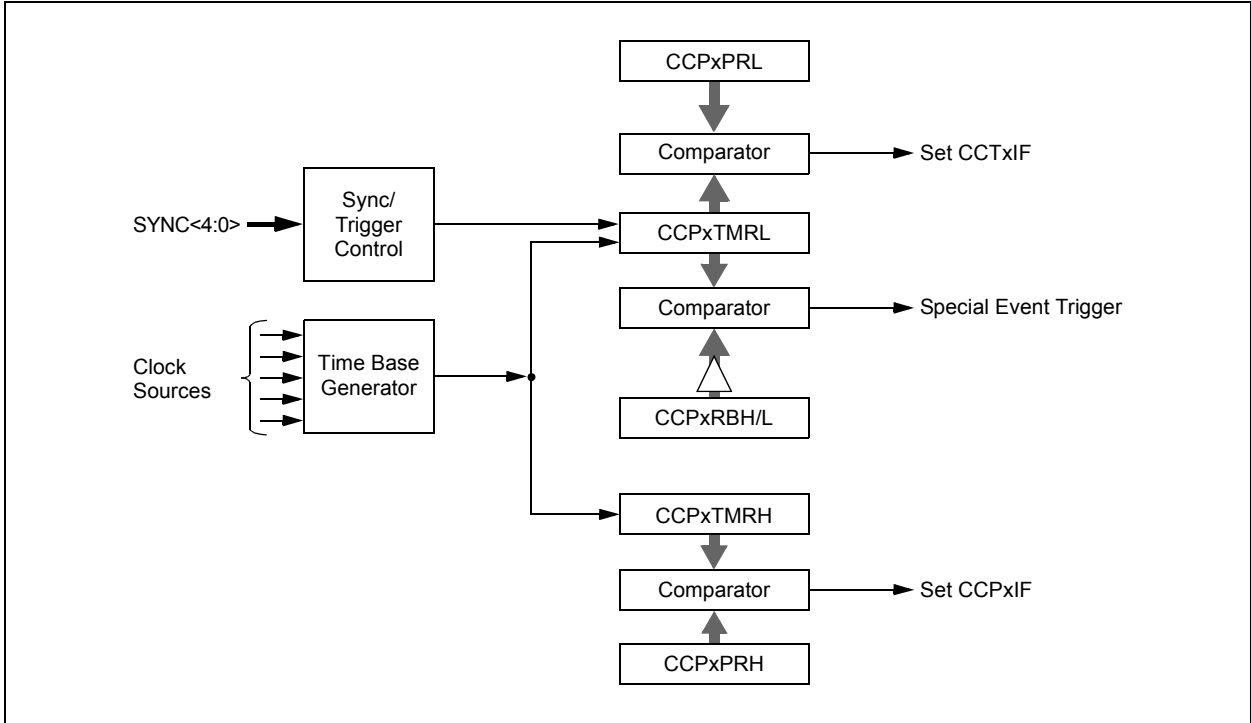 CCPxPRL
Comparator
Set CCTxIF
Sync/
Trigger
Control
SYNC<4:0>
CCPxTMRL
Comparator
Special Event Trigger
Clock
Sources
Time Base
Generator
CCPxRBH/L
CCPxTMRH
Comparator
Set CCPxIF
CCPxPRH